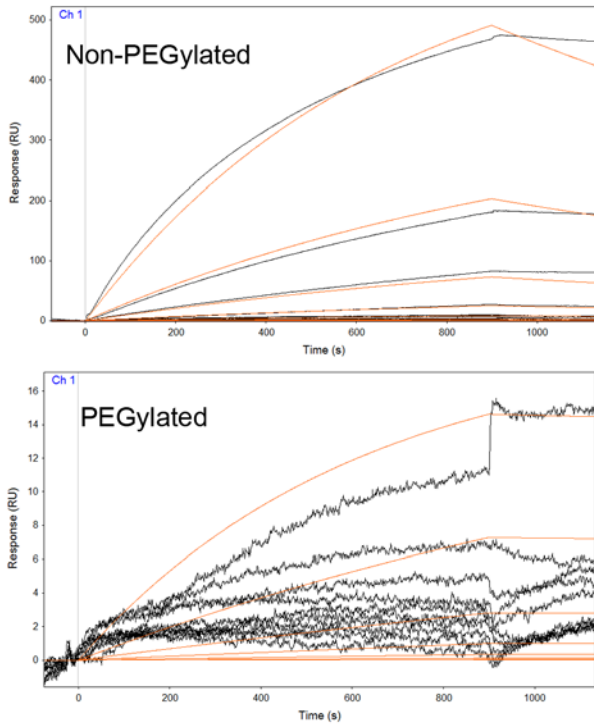 Ch 1
Non-PEGylated
500
400
300
200
100
0
Response (RU)
0 200 400 600 800 1000
Time (s)
Ch 1
PEGylated
16
14
12
10
8
6
4
2
0
Response (RU)
0 200 400 600 800 1000
Time (s)